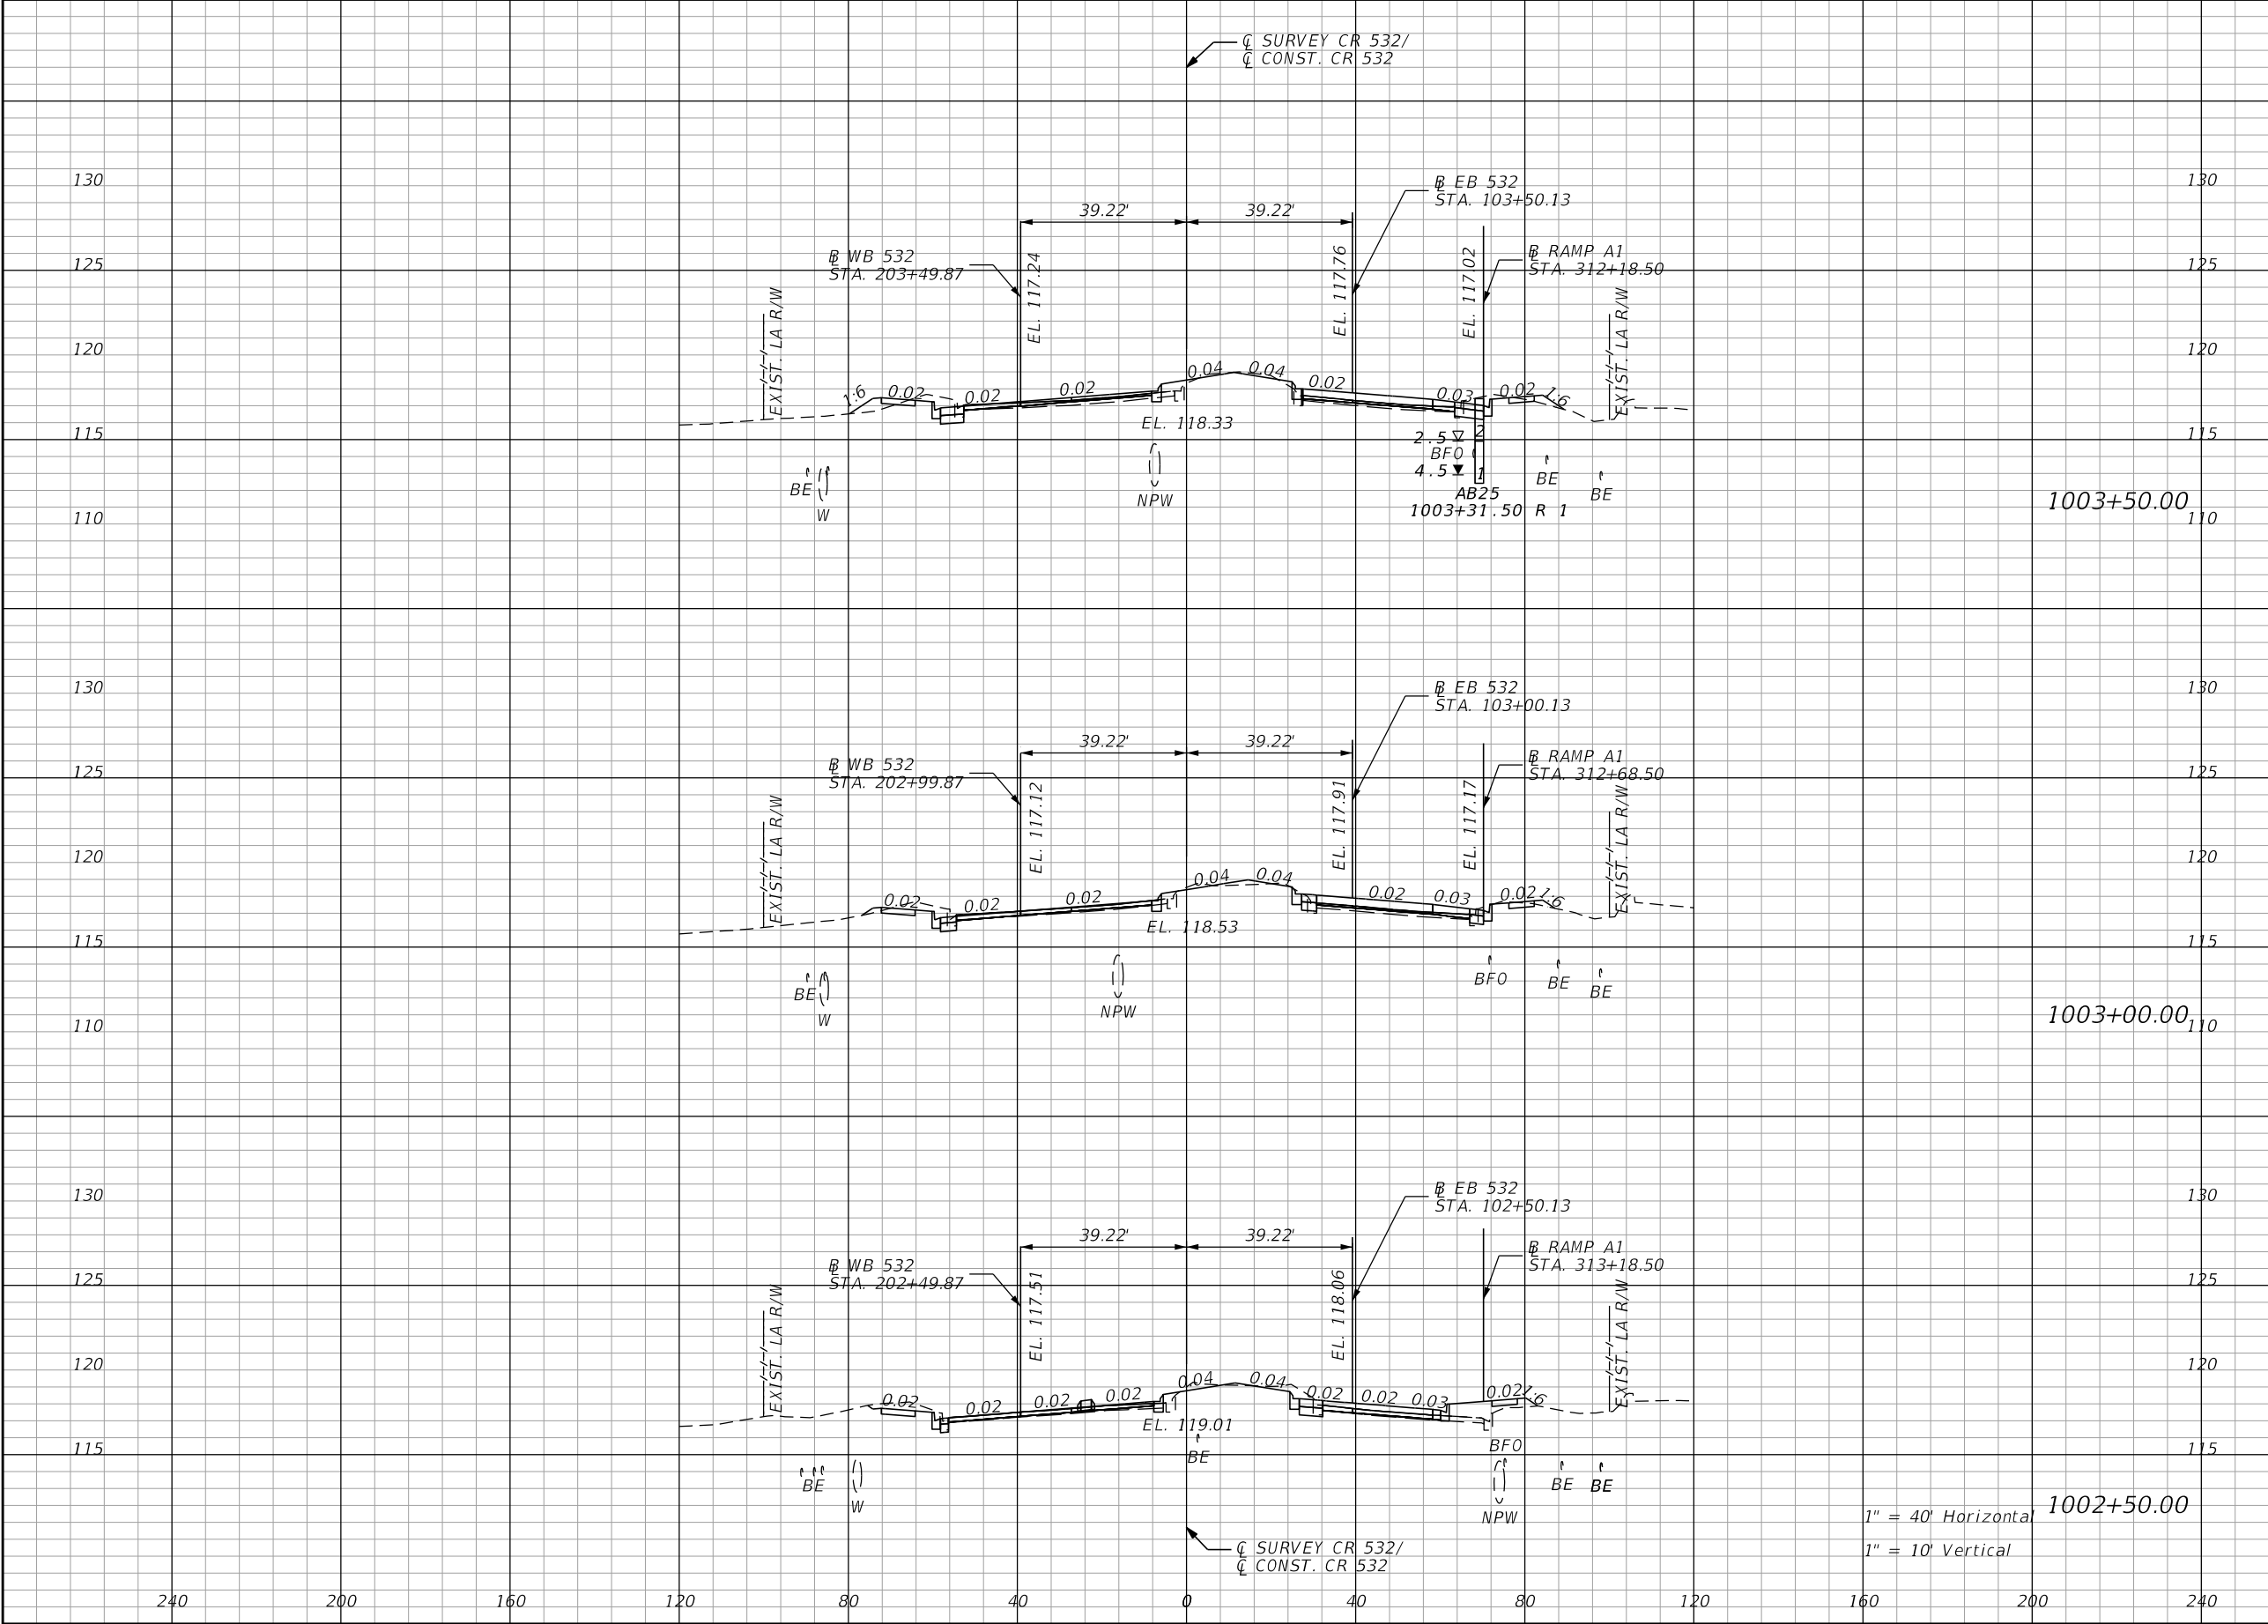 ℄ SURVEY CR 532/
℄ CONST. CR 532
130
130
℄ EB 532
STA. 103+50.13
39.22'
39.22'
℄ WB 532
STA. 203+49.87
EL. 117.24
EL. 117.76
EL. 117.02
℄ RAMP A1
STA. 312+18.50
125
125
EXIST. LA R/W
EXIST. LA R/W
120
120
1:6
0.02
0.02
0.02
0.04
0.04
0.02
0.03
0.02
1:6
EL. 118.33
115
115
2.5
2
BFO
4.5
1
BE
W
NPW
AB25
1003+31.50 R 1
BE
BE
1003+50.00
110
110
130
130
℄ EB 532
STA. 103+00.13
39.22'
39.22'
℄ WB 532
STA. 202+99.87
EL. 117.12
EL. 117.91
EL. 117.17
℄ RAMP A1
STA. 312+68.50
125
125
EXIST. LA R/W
EXIST. LA R/W
120
120
0.02
0.02
0.02
0.04
0.04
0.02
0.03
0.02
1:6
EL. 118.53
115
115
BE
W
NPW
BFO
BE
BE
1003+00.00
110
110
130
130
℄ EB 532
STA. 102+50.13
39.22'
39.22'
℄ WB 532
STA. 202+49.87
EL. 117.51
EL. 118.06
℄ RAMP A1
STA. 313+18.50
125
125
EXIST. LA R/W
EXIST. LA R/W
120
120
0.02
0.02
0.02
0.02
0.04
0.04
0.02
0.02
0.03
0.02
1:6
EL. 119.01
115
115
BE
W
BE
BFO
NPW
BE
BE
1002+50.00
1" = 40' Horizontal
1" = 10' Vertical
℄ SURVEY CR 532/
℄ CONST. CR 532
240
200
160
120
80
40
0
40
80
120
160
200
240